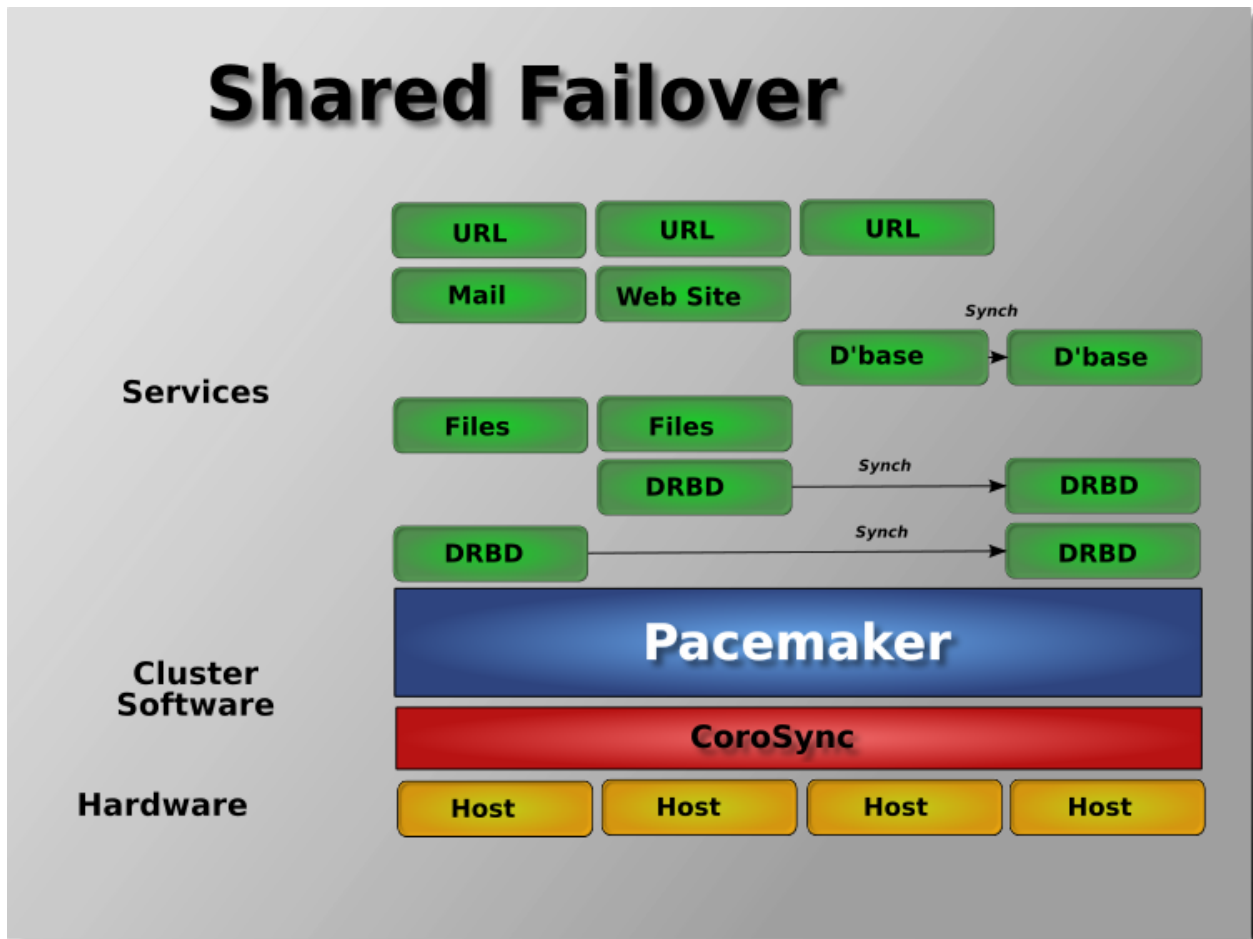 Shared Failover
URL
URL
URL
Mail
Web Site
Synch
D'base
D'base
Services
Files
Files
Synch
DRBD
DRBD
Synch
DRBD
DRBD
Pacemaker
Cluster
Software
CoroSync
Hardware
Host
Host
Host
Host